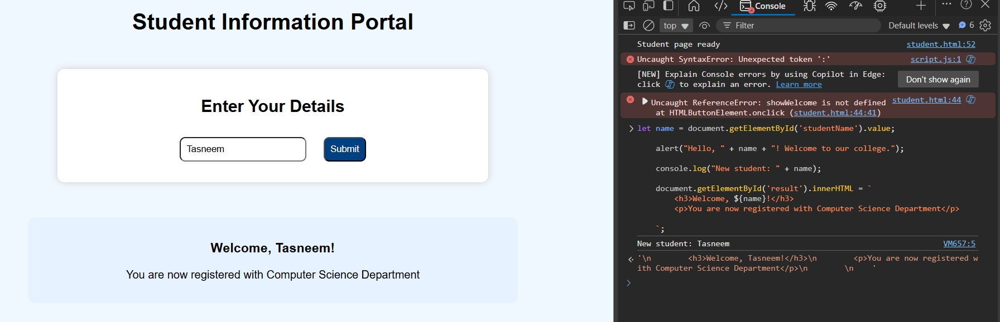 Student Information Portal
Enter Your Details
Tasneem
Submit
Welcome, Tasneem!
You are now registered with Computer Science Department
Console
top
Filter
Default levels
6
Student page ready student.html:52
Uncaught SyntaxError: Unexpected token ':' script.js:1
[NEW] Explain Console errors by using Copilot in Edge:
click to explain an error. Learn more
Don't show again
Uncaught ReferenceError: showWelcome is not defined student.html:44
at HTMLButtonElement.onclick (student.html:44:41)
let name = document.getElementById('studentName').value;
alert("Hello, " + name + "! Welcome to our college.");
console.log("New student: " + name);
document.getElementById('result').innerHTML = `
<h3>Welcome, ${name}!</h3>
<p>You are now registered with Computer Science Department</p>
`;
New student: Tasneem VM657:5
'\n        <h3>Welcome, Tasneem!</h3>\n        <p>You are now registered w
ith Computer Science Department</p>\n        \n    '